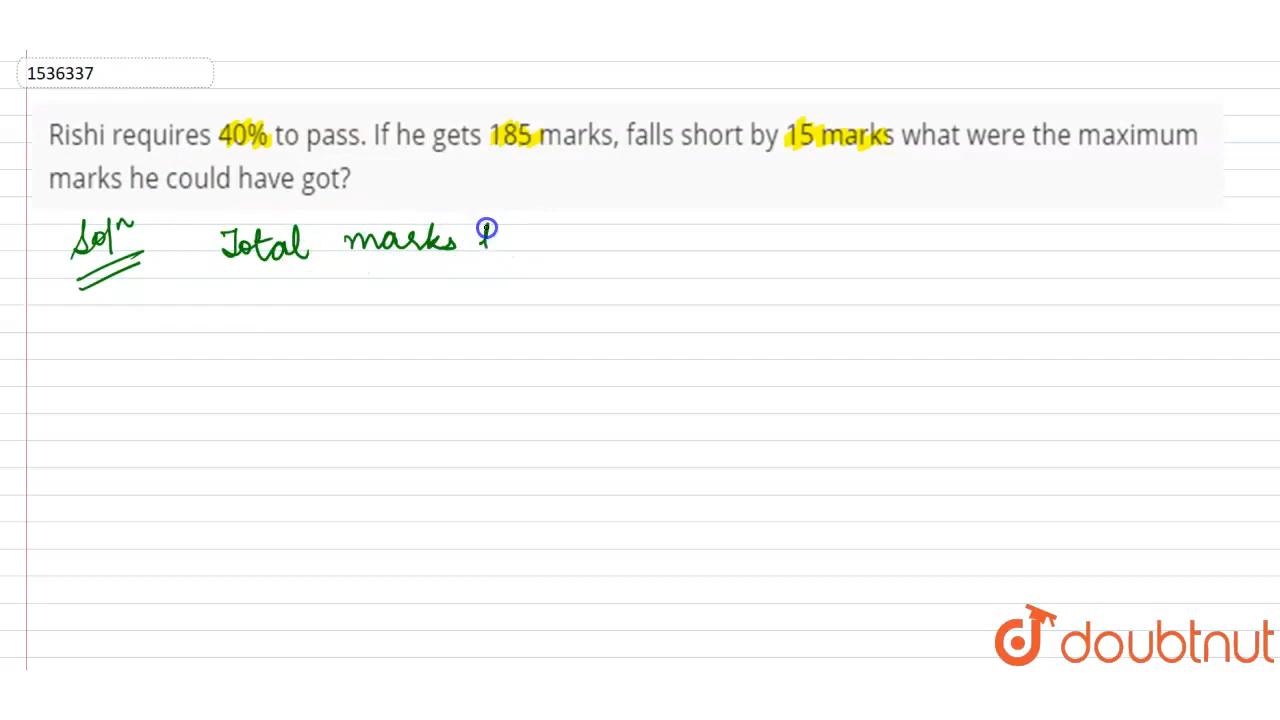 1536337
Rishi requires 40% to pass. If he gets 185 marks, falls short by 15 marks what were the maximum
marks he could have got?
Solⁿ Total marks
doubtnut